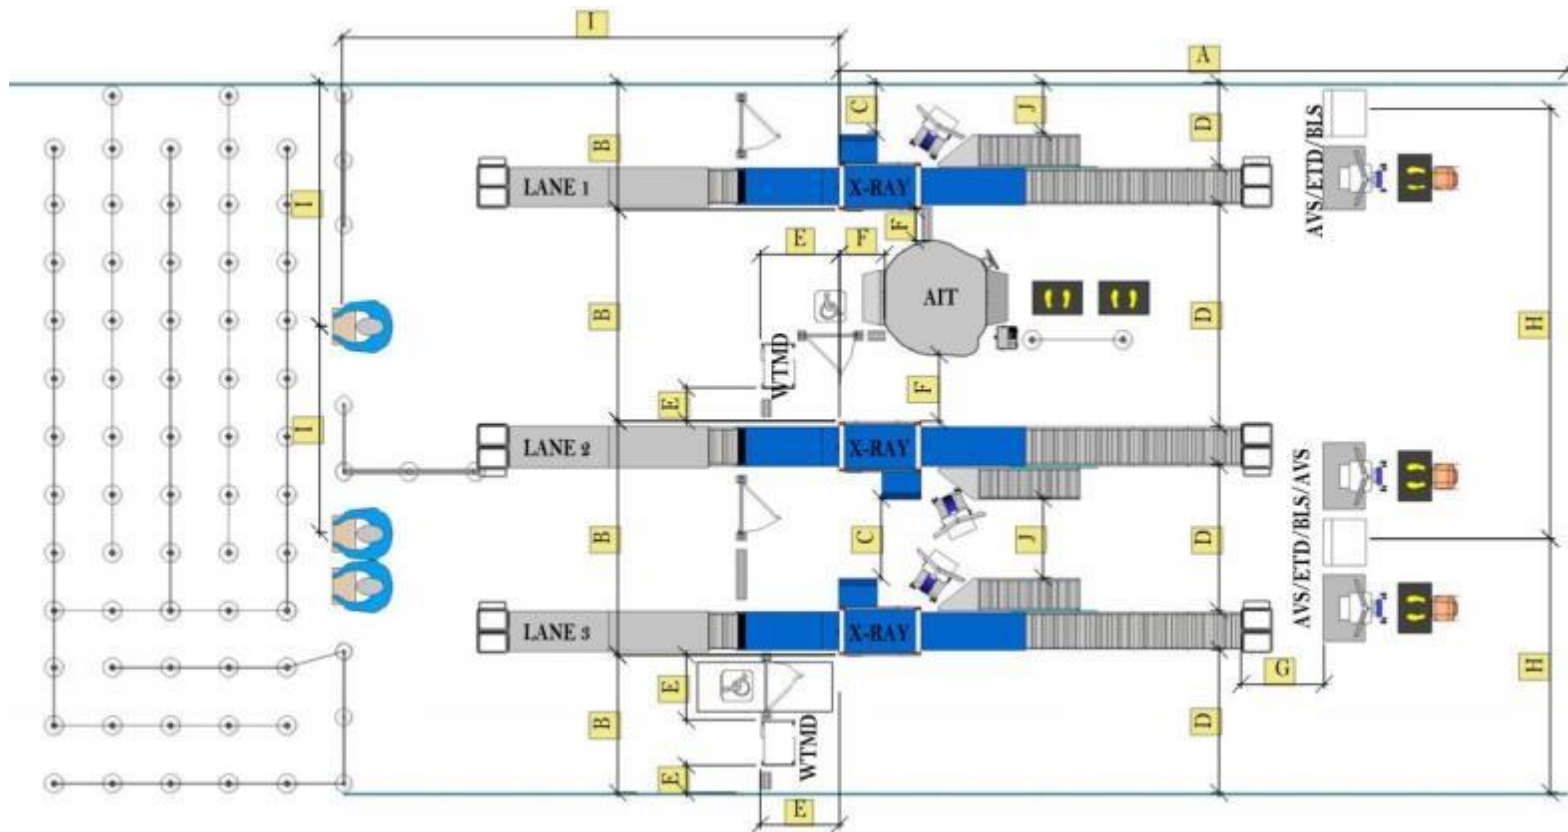 I
A
C
J
D
B
AVS/ETD/BLS
LANE 1
X-RAY
I
F
E
F
AIT
B
D
H
WTMD
F
E
I
LANE 2
X-RAY
AVS/ETD/BLS/AVS
C
J
B
D
LANE 3
X-RAY
G
H
E
B
D
WTMD
E
E